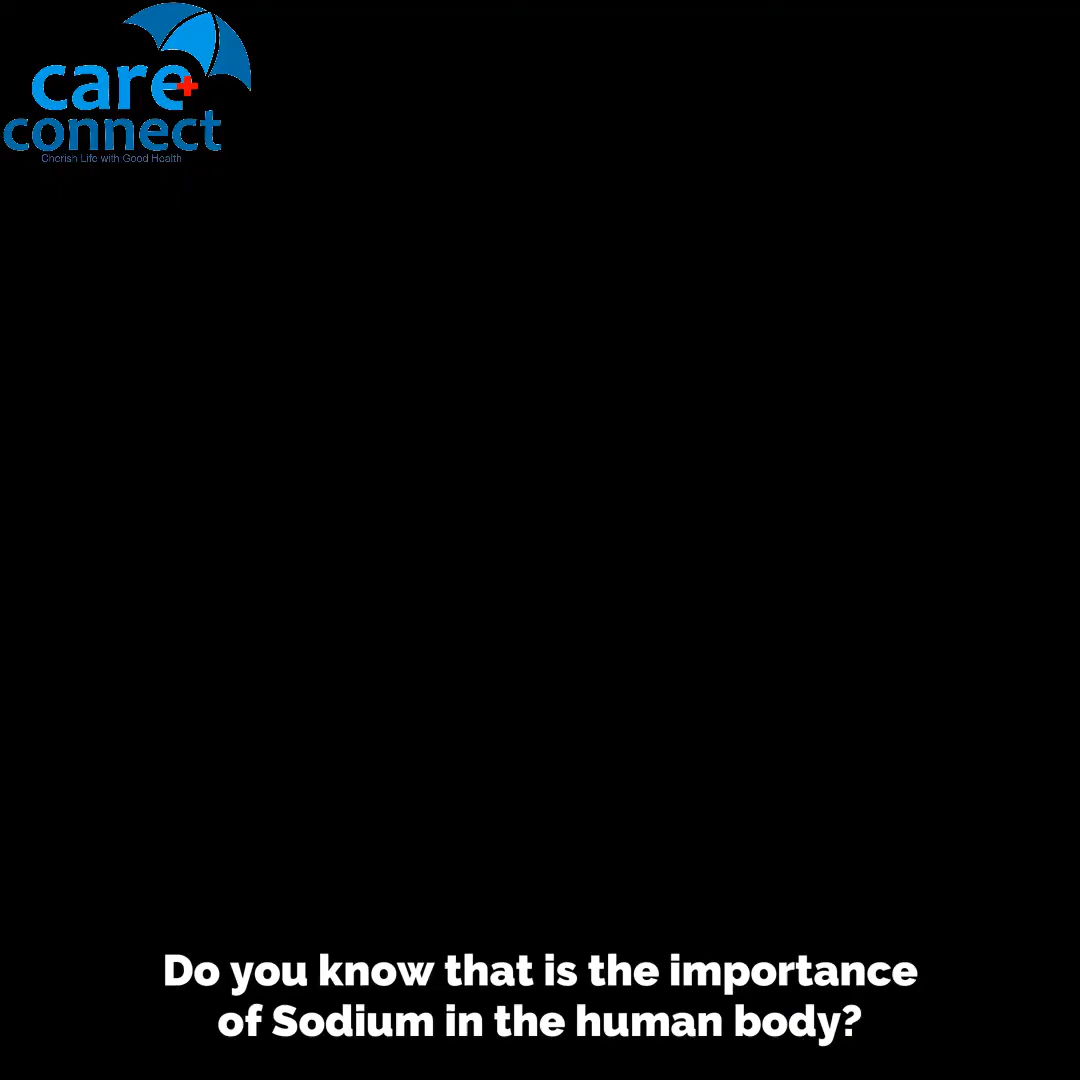 care
connect
Cherish Life with Good Health
Do you know that is the importance
of Sodium in the human body?